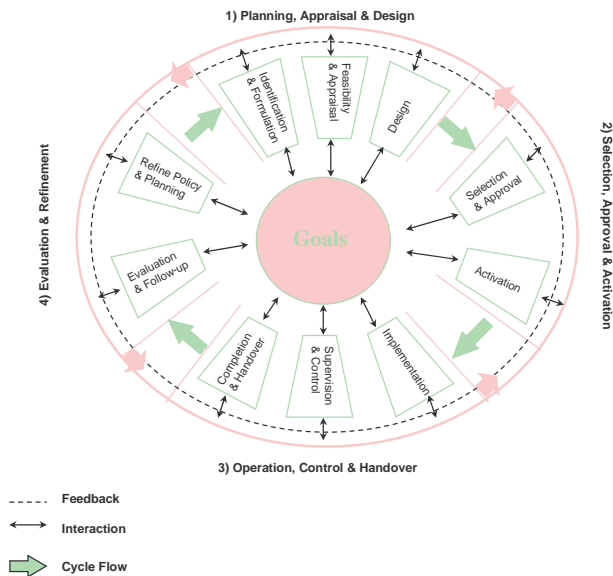 1) Planning, Appraisal & Design
Identification
& Formulation
Feasibility
& Appraisal
Design
2) Selection, Approval & Activation
Selection
& Approval
Activation
Implementation
Supervision
& Control
Completion
& Handover
3) Operation, Control & Handover
Evaluation
& Follow-up
Refine Policy
& Planning
4) Evaluation & Refinement
Goals
Feedback
Interaction
Cycle Flow